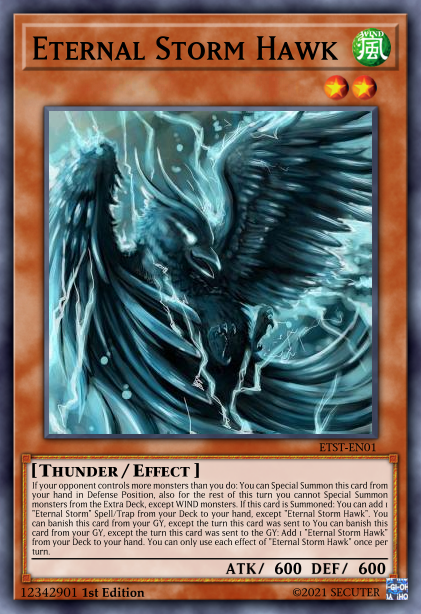 Eternal Storm Hawk
WIND
風
ETST-EN01
[Thunder / Effect ]
If your opponent controls more monsters than you do: You can Special Summon this card from
your hand in Defense Position, also for the rest of this turn you cannot Special Summon
monsters from the Extra Deck, except WIND monsters. If this card is Summoned: You can add 1
"Eternal Storm" Spell/Trap from your Deck to your hand, except "Eternal Storm Hawk". You
can banish this card from your GY, except the turn this card was sent to You can banish this
card from your GY, except the turn this card was sent to the GY: Add 1 "Eternal Storm Hawk"
from your Deck to your hand. You can only use each effect of "Eternal Storm Hawk" once per
turn.
ATK/ 600 DEF/ 600
12342901 1st Edition
©2021 SECUTER